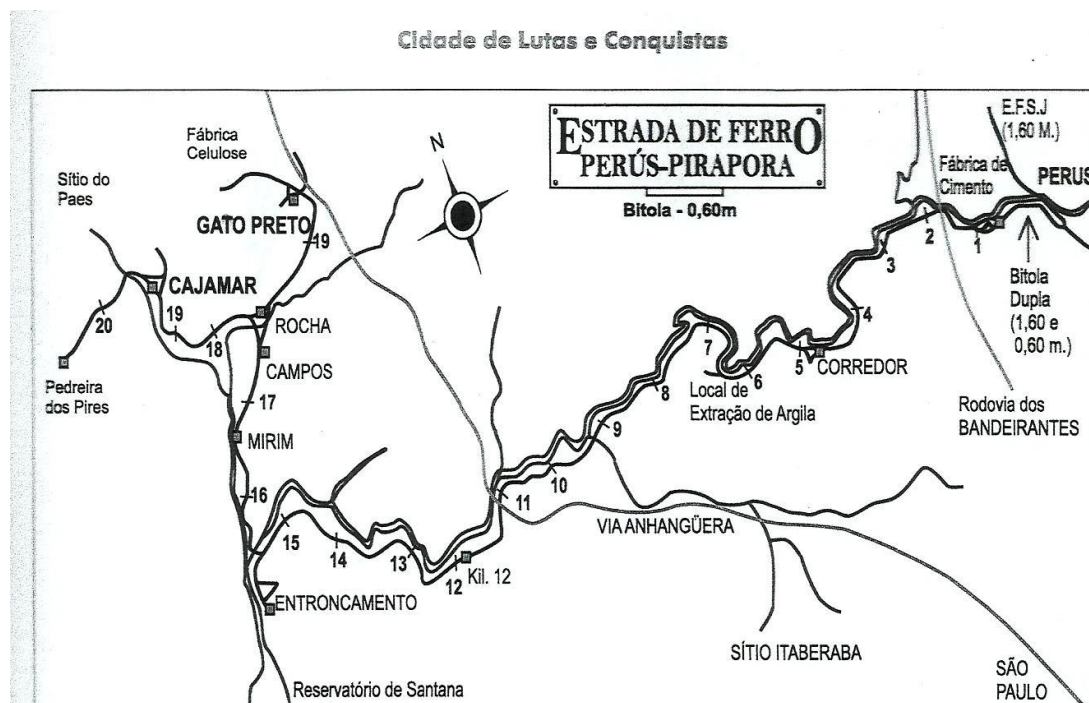 Cidade de Lutas e Conquistas
ESTRADA DE FERRO
PERÚS-PIRAPORA
Bitola - 0,60m
E.F.S.J
(1,60 M.)
Fábrica de
Cimento
PERUS
Bitola
Dupla
(1,60 e
0,60 m.)
Rodovia dos
BANDEIRANTES
Fábrica
Celulose
Sítio do
Paes
GATO PRETO
19
N
CAJAMAR
ROCHA
CAMPOS
20
19
18
17
Pedreira
dos Pires
MIRIM
16
15
14
13
12
Kil. 12
ENTRONCAMENTO
Reservatório de Santana
11
10
9
8
7
6
5
4
3
2
1
CORREDOR
Local de
Extração de Argila
VIA ANHANGÜERA
SÍTIO ITABERABA
SÃO
PAULO